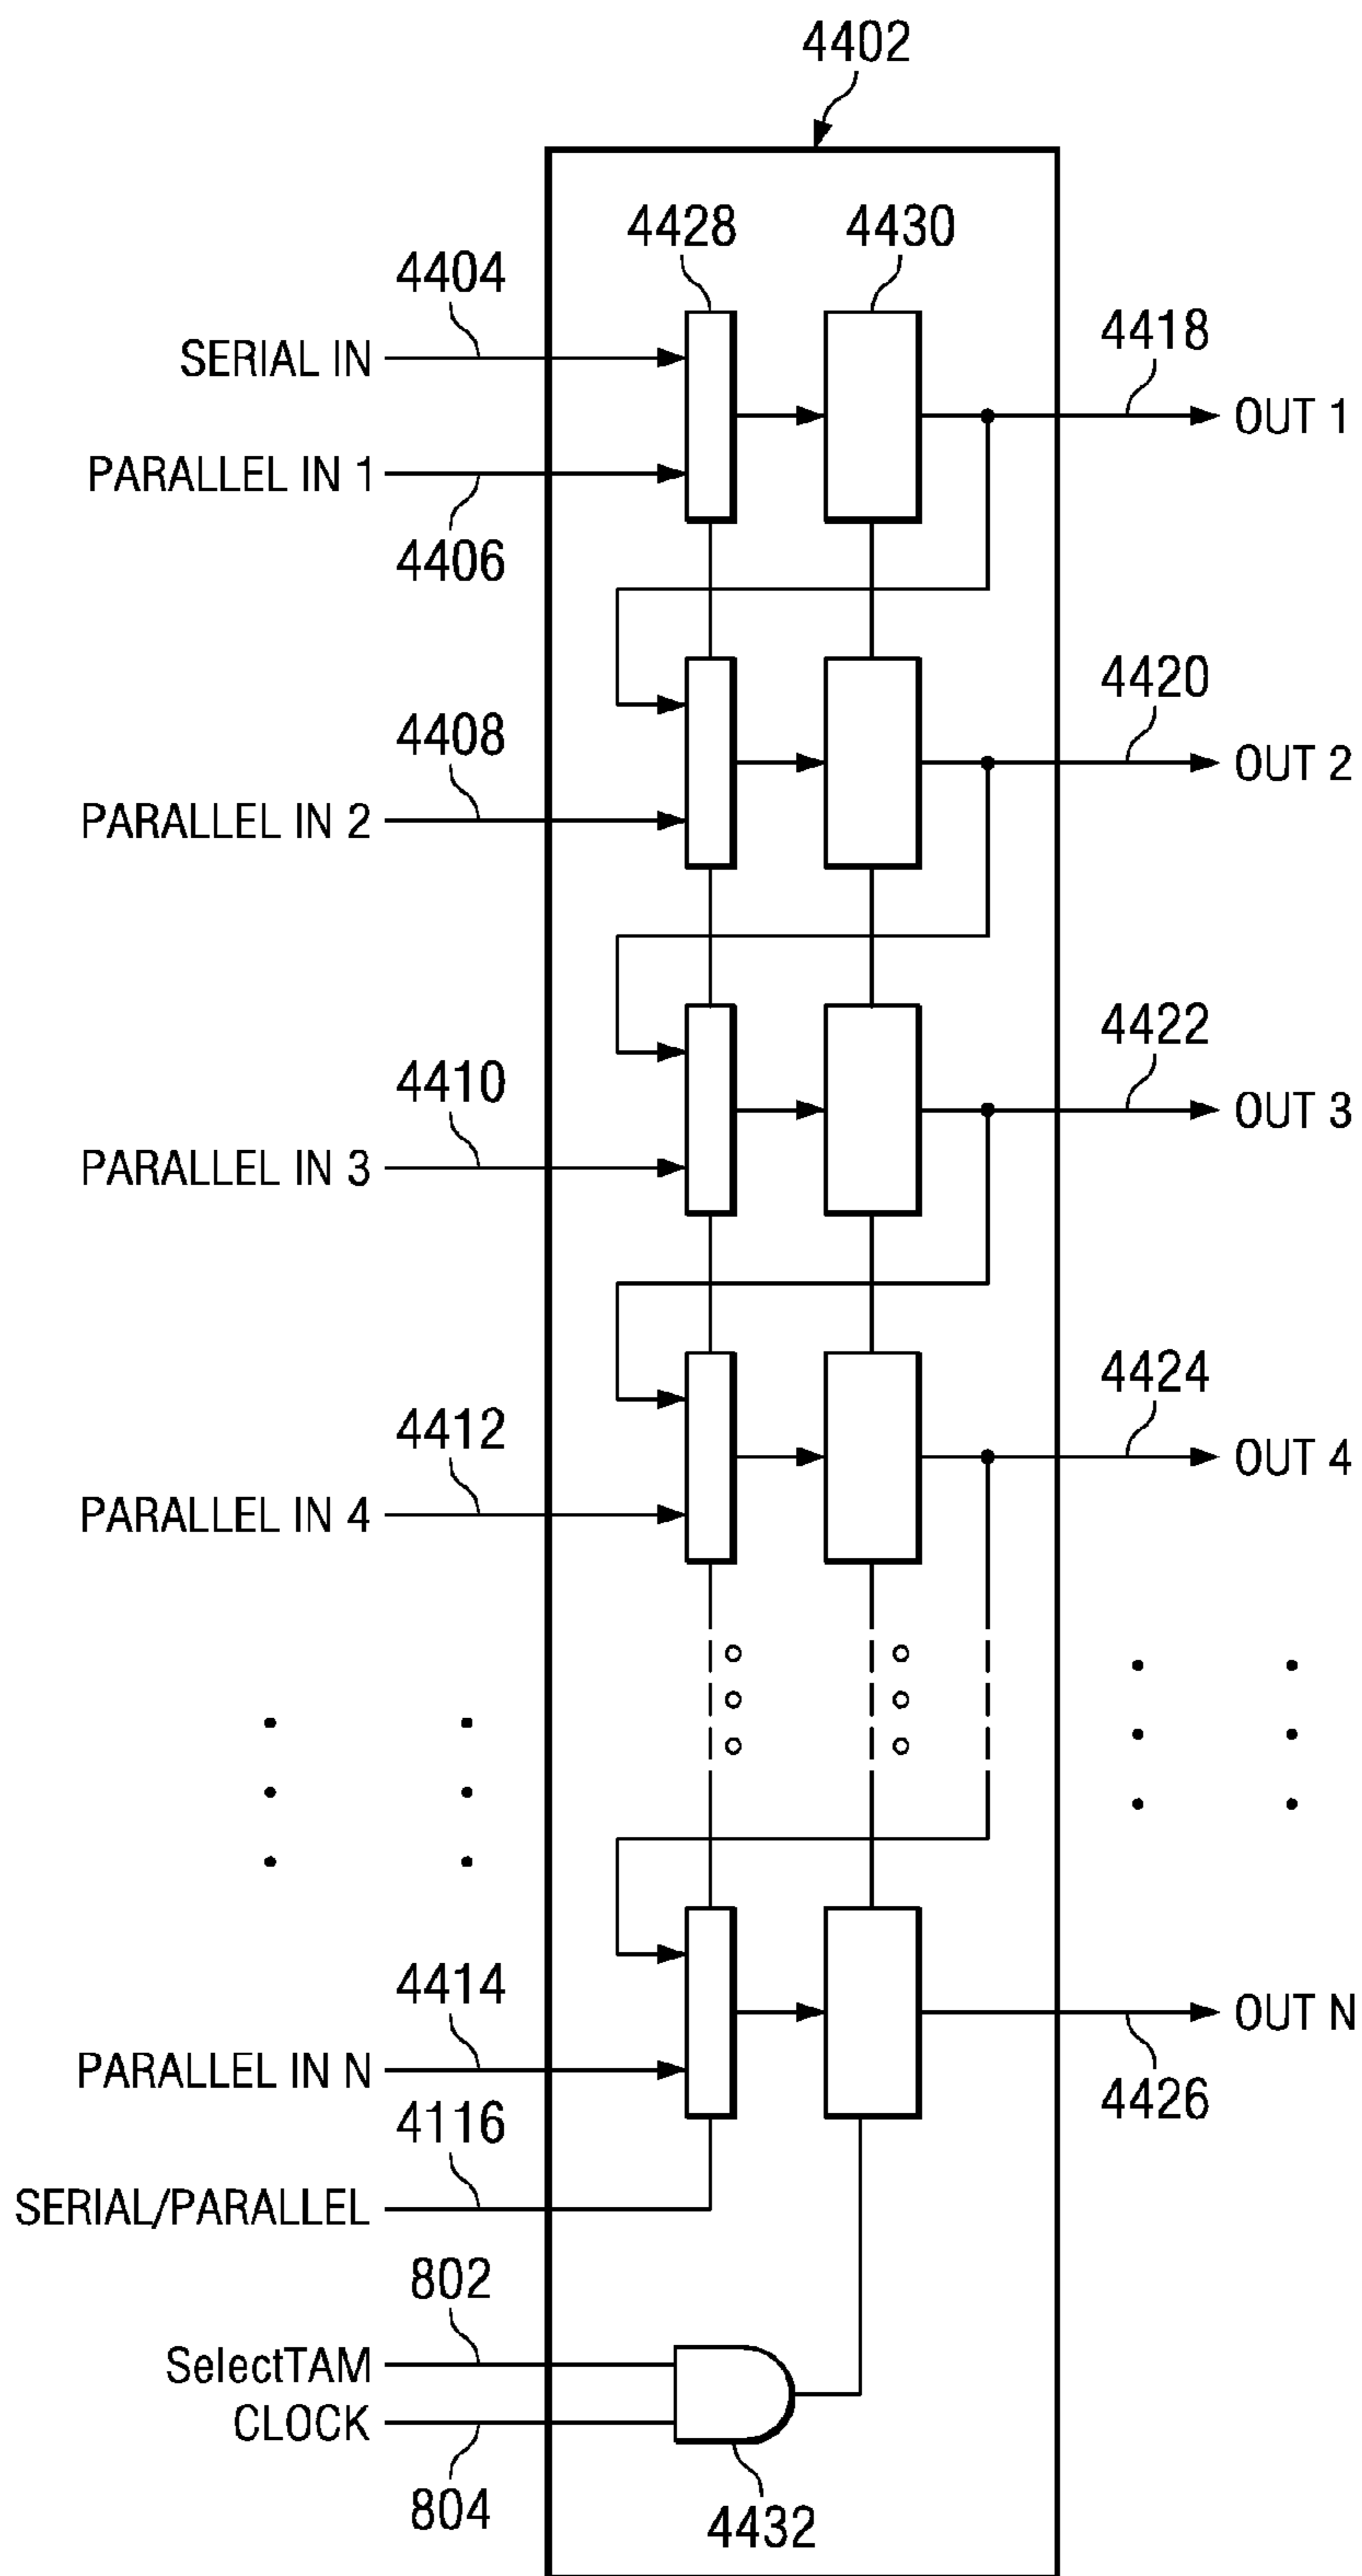 4402
4428
4430
4404
SERIAL IN
4418
OUT 1
PARALLEL IN 1
4406
4420
4408
OUT 2
PARALLEL IN 2
4422
4410
OUT 3
PARALLEL IN 3
4424
4412
OUT 4
PARALLEL IN 4
4414
OUT N
PARALLEL IN N
4426
4116
SERIAL/PARALLEL
802
SelectTAM
CLOCK
804
4432